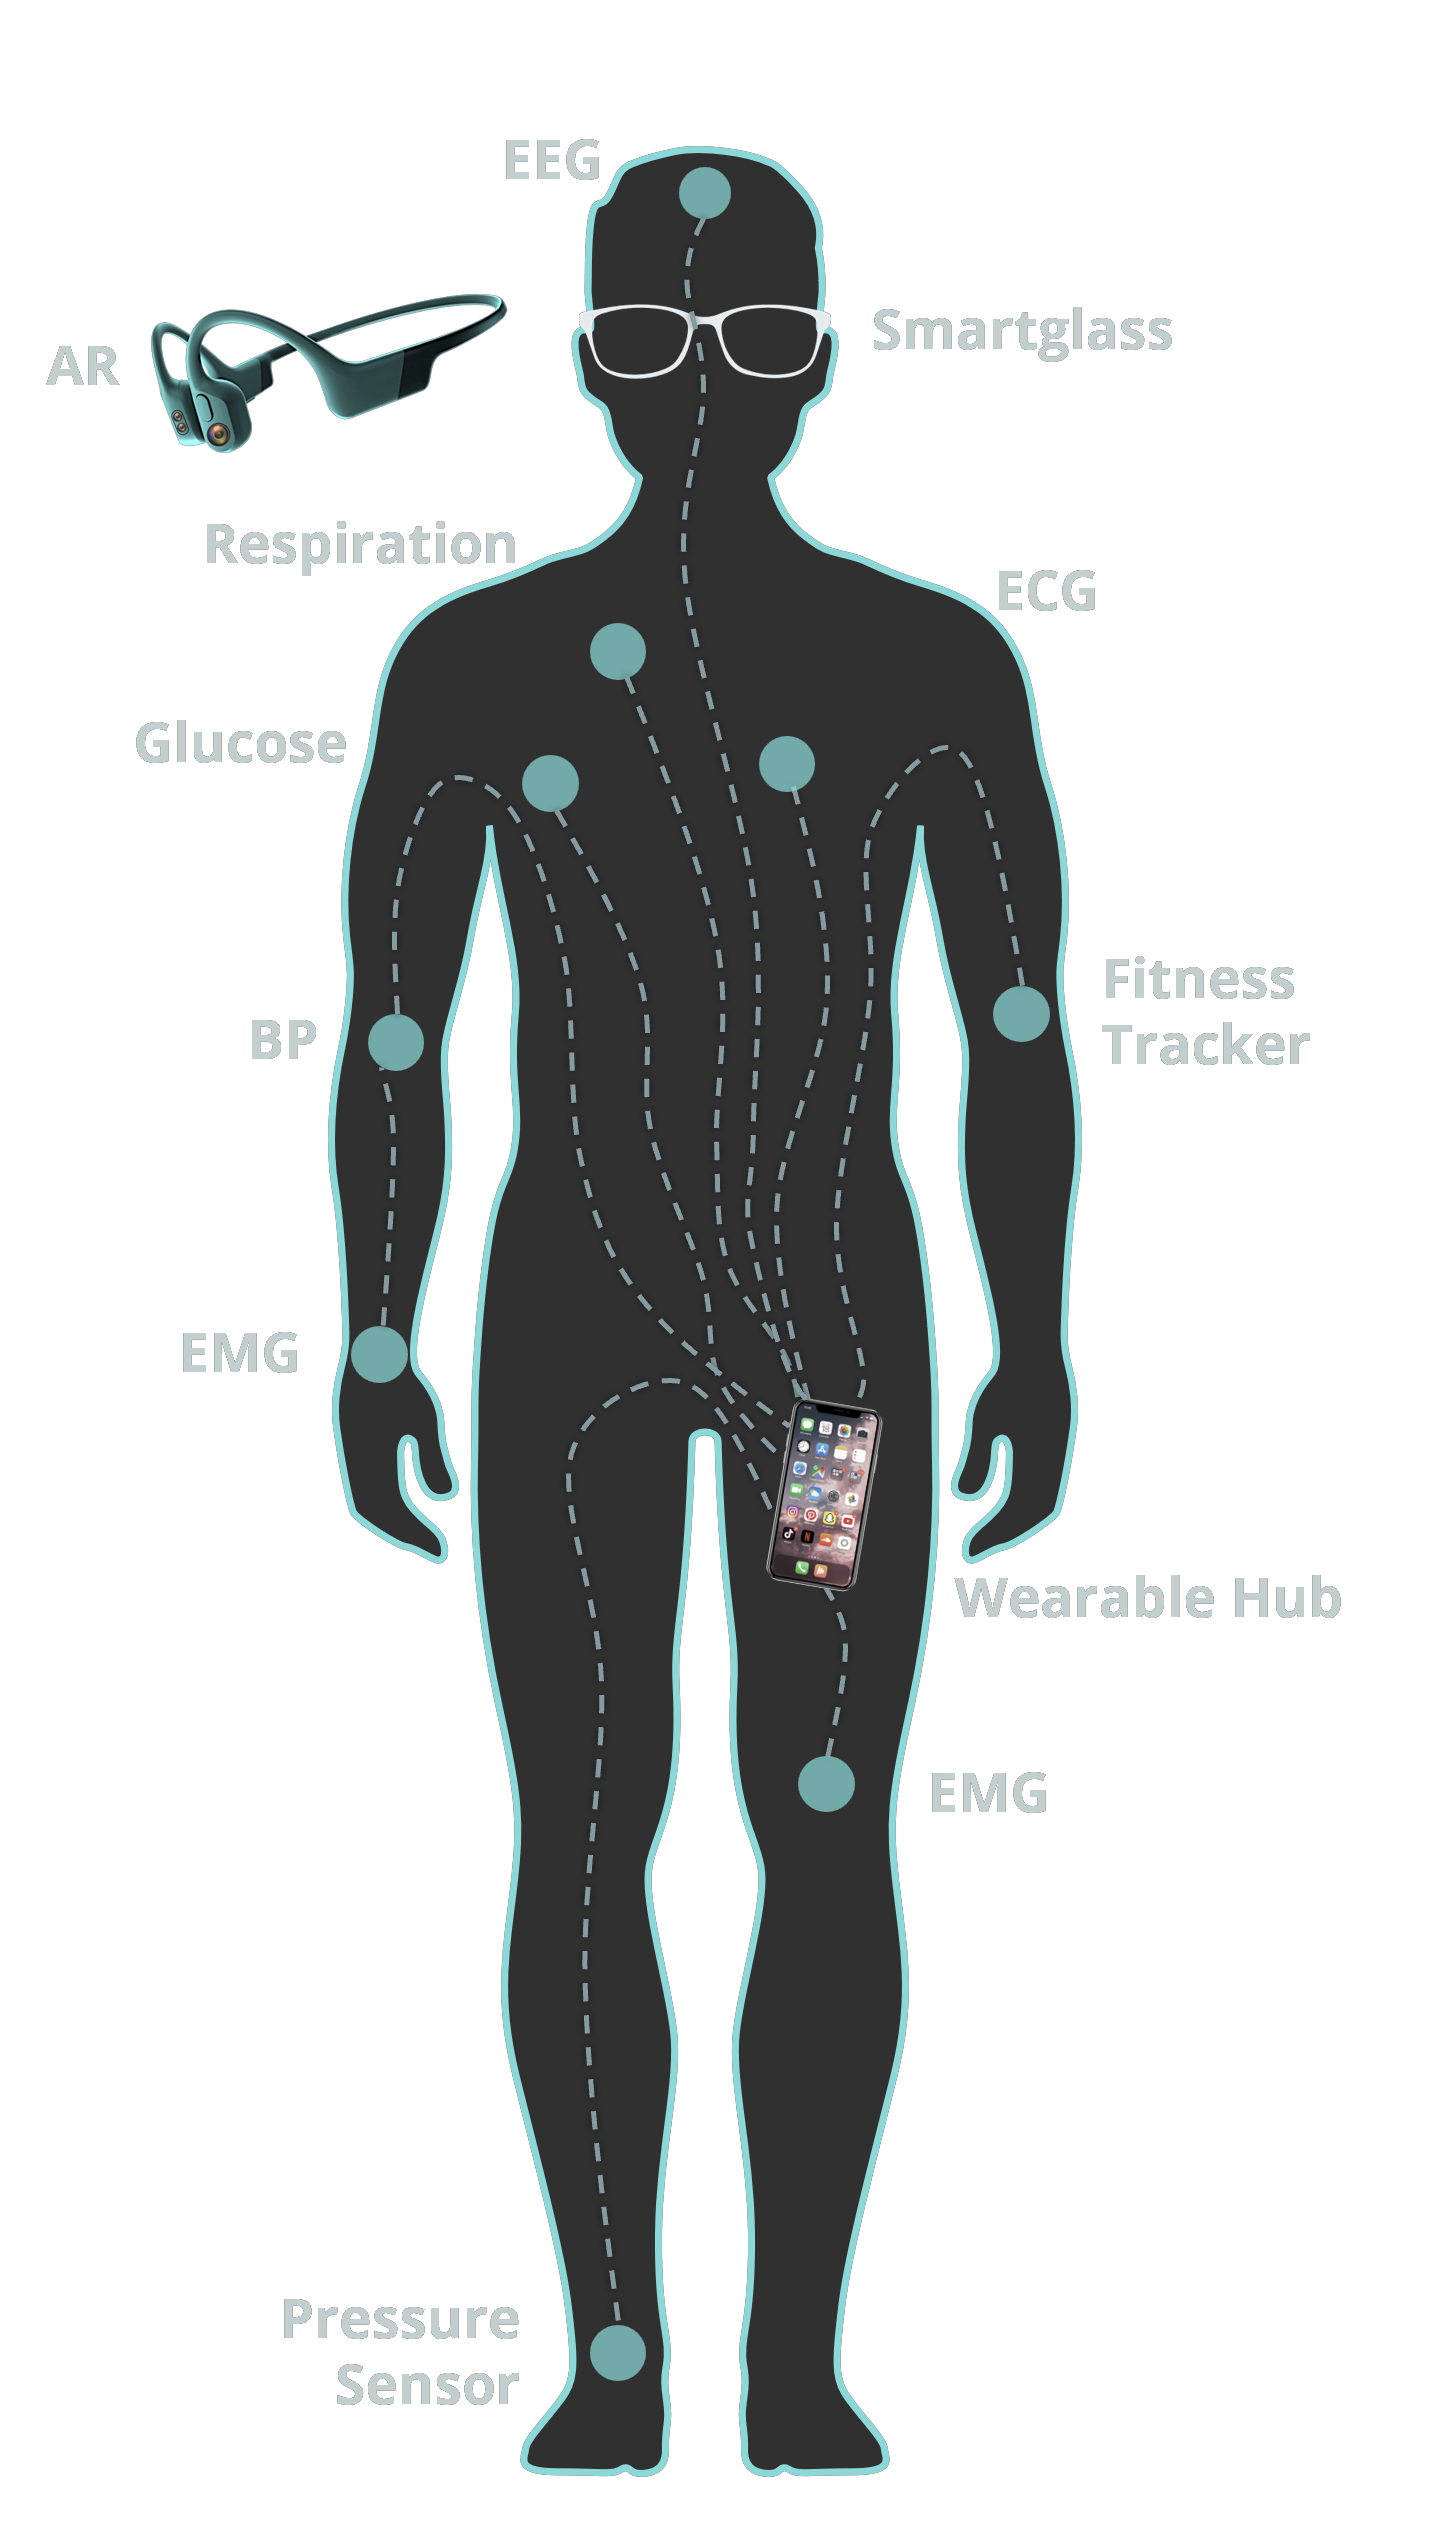 EEG
Smartglass
AR
Respiration
ECG
Glucose
Fitness
Tracker
BP
EMG
Wearable Hub
EMG
Pressure
Sensor